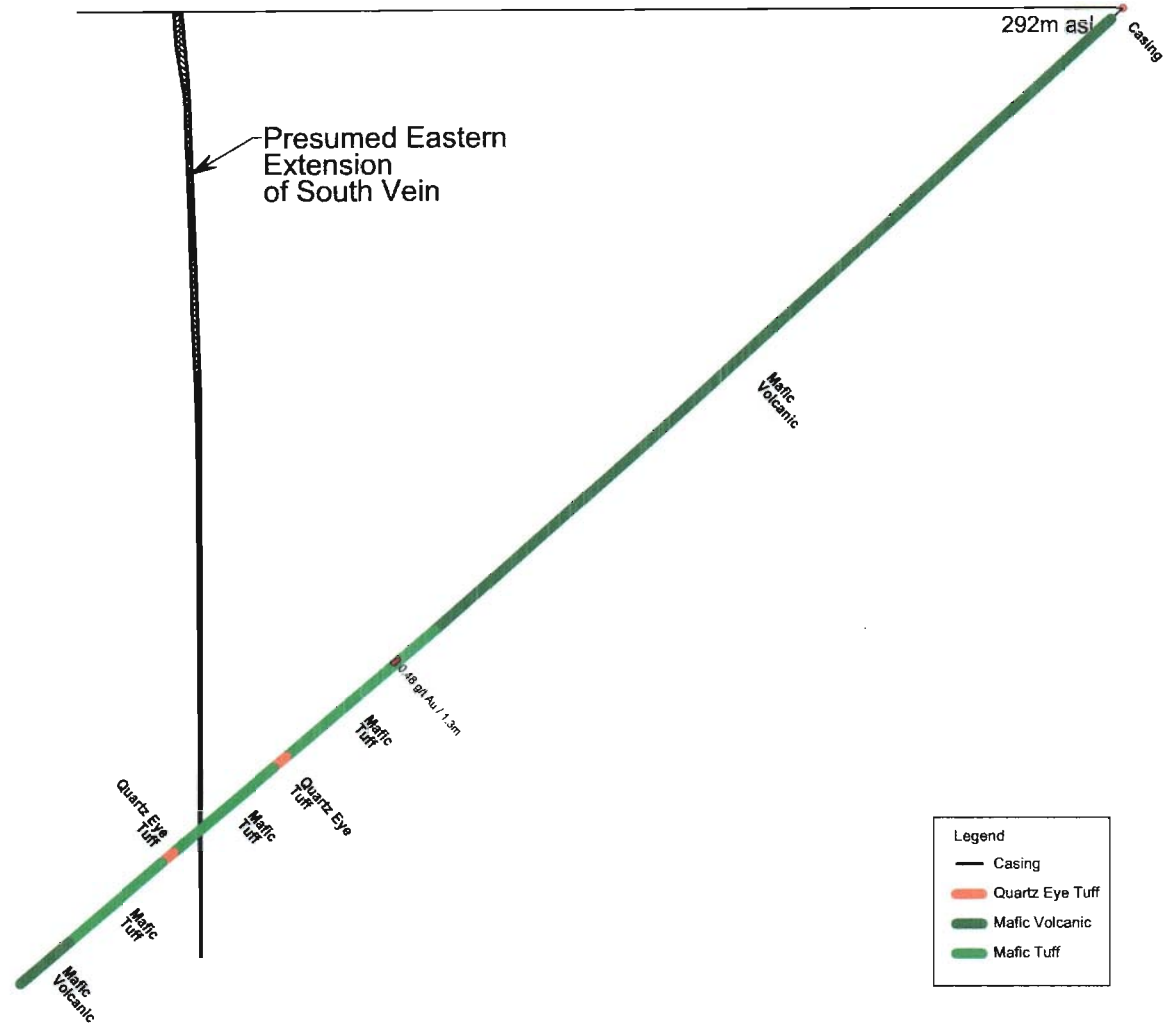 292m asl
Casing
Presumed Eastern
Extension
of South Vein
Mafic
Volcanic
0.48 g/t Au / 1.3m
Mafic
Tuff
Quartz Eye
Tuff
Mafic
Tuff
Quartz Eye
Tuff
Mafic
Tuff
Mafic
Volcanic
Legend
Casing
Quartz Eye Tuff
Mafic Volcanic
Mafic Tuff